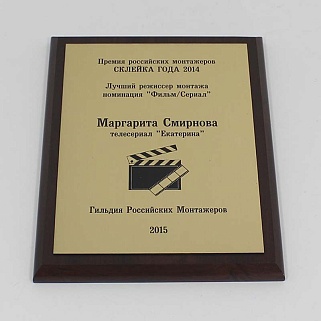 Премия российских монтажеров
СКЛЕЙКА ГОДА 2014
Лучший режиссер монтажа
номинация "Фильм/Сериал"
Маргарита Смирнова
телесериал "Екатерина"
Гильдия Российских Монтажеров
2015